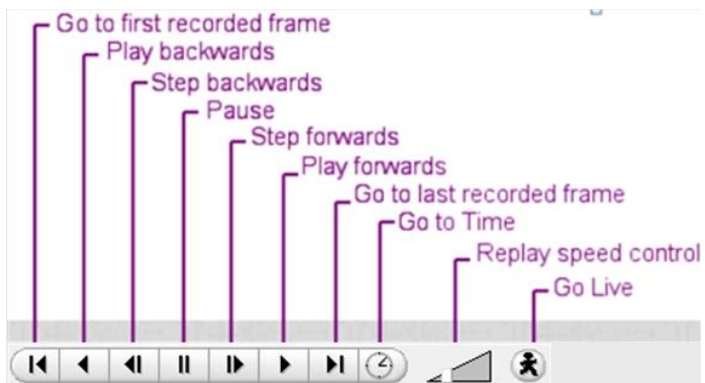 Go to first recorded frame
Play backwards
Step backwards
Pause
Step forwards
Play forwards
Go to last recorded frame
Go to Time
Replay speed control
Go Live